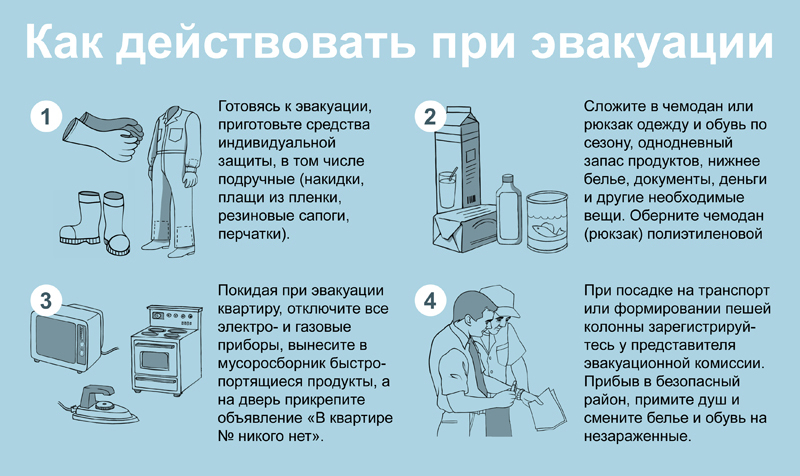 Как действовать при эвакуации
1
Готовясь к эвакуации,
приготовьте средства
индивидуальной
защиты, в том числе
подручные (накидки,
плащи из пленки,
резиновые сапоги,
перчатки).
2
Сложите в чемодан или
рюкзак одежду и обувь по
сезону, однодневный
запас продуктов, нижнее
белье, документы, деньги
и другие необходимые
вещи. Оберните чемодан
(рюкзак) полиэтиленовой
3
Покидая при эвакуации
квартиру, отключите все
электро- и газовые
приборы, вынесите в
мусоросборник быстро-
портящиеся продукты, а
на дверь прикрепите
объявление «В квартире
№ никого нет».
4
При посадке на транспорт
или формировании пешей
колонны зарегистрируй-
тесь у представителя
эвакуационной комиссии.
Прибыв в безопасный
район, примите душ и
смените белье и обувь на
незараженные.